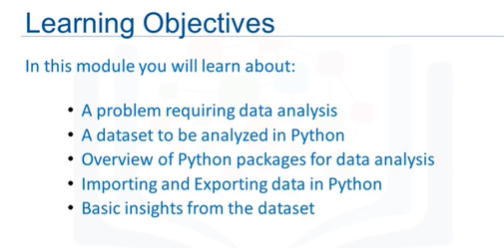 Learning Objectives
In this module you will learn about:
• A problem requiring data analysis
• A dataset to be analyzed in Python
• Overview of Python packages for data analysis
• Importing and Exporting data in Python
• Basic insights from the dataset